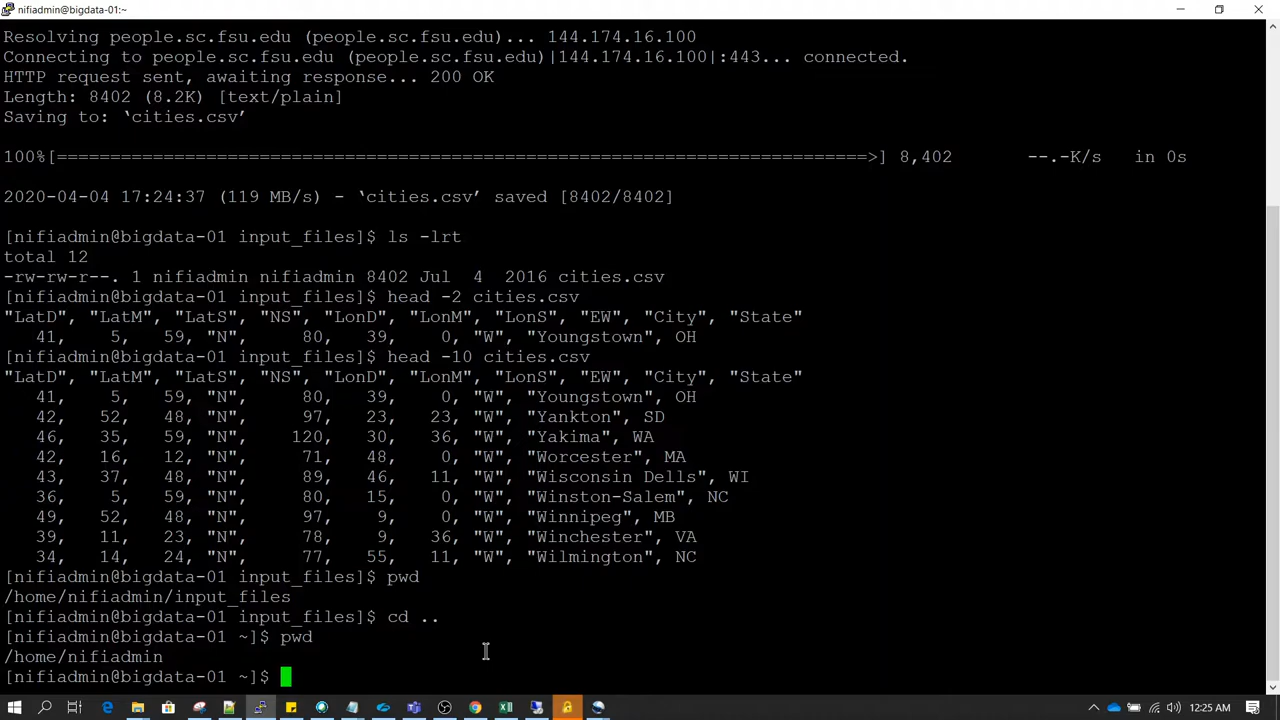 nifiadmin@bigdata-01:~
Resolving people.sc.fsu.edu (people.sc.fsu.edu)... 144.174.16.100
Connecting to people.sc.fsu.edu (people.sc.fsu.edu)|144.174.16.100|:443... connected.
HTTP request sent, awaiting response... 200 OK
Length: 8402 (8.2K) [text/plain]
Saving to: ‘cities.csv’
100%[============================================================================>] 8,402       --.-K/s   in 0s
2020-04-04 17:24:37 (119 MB/s) - ‘cities.csv’ saved [8402/8402]
[nifiadmin@bigdata-01 input_files]$ ls -lrt
total 12
-rw-rw-r--. 1 nifiadmin nifiadmin 8402 Jul  4  2016 cities.csv
[nifiadmin@bigdata-01 input_files]$ head -2 cities.csv
"LatD", "LatM", "LatS", "NS", "LonD", "LonM", "LonS", "EW", "City", "State"
   41,    5,   59, "N",     80,   39,    0, "W", "Youngstown", OH
[nifiadmin@bigdata-01 input_files]$ head -10 cities.csv
"LatD", "LatM", "LatS", "NS", "LonD", "LonM", "LonS", "EW", "City", "State"
   41,    5,   59, "N",     80,   39,    0, "W", "Youngstown", OH
   42,   52,   48, "N",     97,   23,   23, "W", "Yankton", SD
   46,   35,   59, "N",    120,   30,   36, "W", "Yakima", WA
   42,   16,   12, "N",     71,   48,    0, "W", "Worcester", MA
   43,   37,   48, "N",     89,   46,   11, "W", "Wisconsin Dells", WI
   36,    5,   59, "N",     80,   15,    0, "W", "Winston-Salem", NC
   49,   52,   48, "N",     97,    9,    0, "W", "Winnipeg", MB
   39,   11,   23, "N",     78,    9,   36, "W", "Winchester", VA
   34,   14,   24, "N",     77,   55,   11, "W", "Wilmington", NC
[nifiadmin@bigdata-01 input_files]$ pwd
/home/nifiadmin/input_files
[nifiadmin@bigdata-01 input_files]$ cd ..
[nifiadmin@bigdata-01 ~]$ pwd
/home/nifiadmin
[nifiadmin@bigdata-01 ~]$
12:25 AM